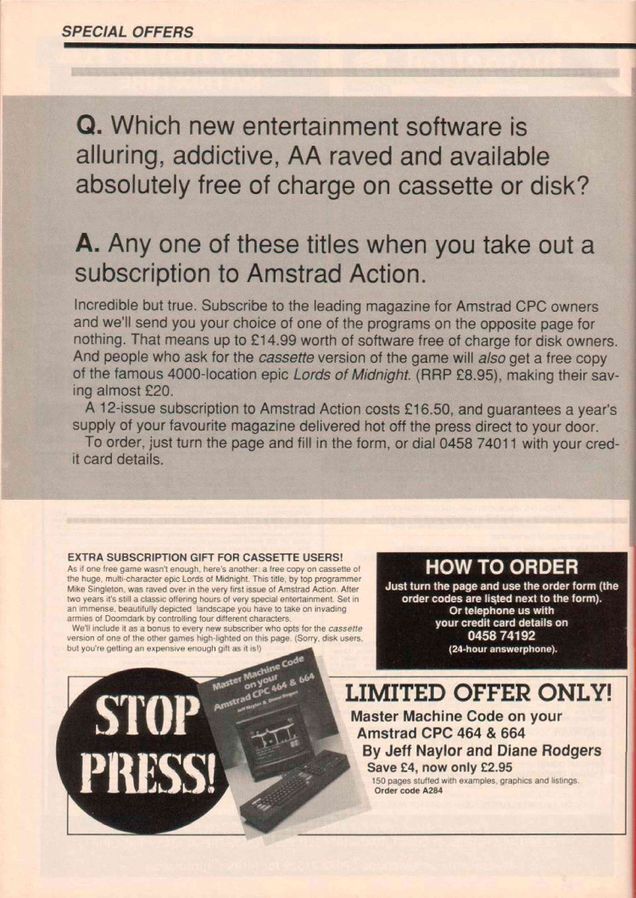 SPECIAL OFFERS
Q. Which new entertainment software is
alluring, addictive, AA raved and available
absolutely free of charge on cassette or disk?
A. Any one of these titles when you take out a
subscription to Amstrad Action.
Incredible but true. Subscribe to the leading magazine for Amstrad CPC owners
and we'll send you your choice of one of the programs on the opposite page for
nothing. That means up to £14.99 worth of software free of charge for disk owners.
And people who ask for the cassette version of the game will also get a free copy
of the famous 4000-location epic Lords of Midnight. (RRP £8.95), making their sav-
ing almost £20.
A 12-issue subscription to Amstrad Action costs £16.50, and guarantees a year's
supply of your favourite magazine delivered hot off the press direct to your door.
To order, just turn the page and fill in the form, or dial 0458 74011 with your cred-
it card details.
EXTRA SUBSCRIPTION GIFT FOR CASSETTE USERS!
As if one free game wasn't enough, here's another: a free copy on cassette of
the huge, multi-character epic Lords of Midnight. This title, by top programmer
Mike Singleton, was raved over in the very first issue of Amstrad Action. After
two years it's still a classic offering hours of very special entertainment. Set in
an immense, beautifully depicted landscape you have to take on invading
armies of Doomdark by controlling four different characters.
We'll include it as a bonus to every new subscriber who opts for the cassette
version of one of the other games high-lighted on this page. (Sorry, disk users,
but you're getting an expensive enough gift as it is!)
HOW TO ORDER
Just turn the page and use the order form (the
order codes are listed next to the form).
Or telephone us with
your credit card details on
0458 74192
(24-hour answerphone).
STOP
PRESS!
Master Machine Code
on your
Amstrad CPC 464 & 664
Jeff Naylor & Diane Rodgers
LIMITED OFFER ONLY!
Master Machine Code on your
Amstrad CPC 464 & 664
By Jeff Naylor and Diane Rodgers
Save £4, now only £2.95
150 pages stuffed with examples, graphics and listings.
Order code A284